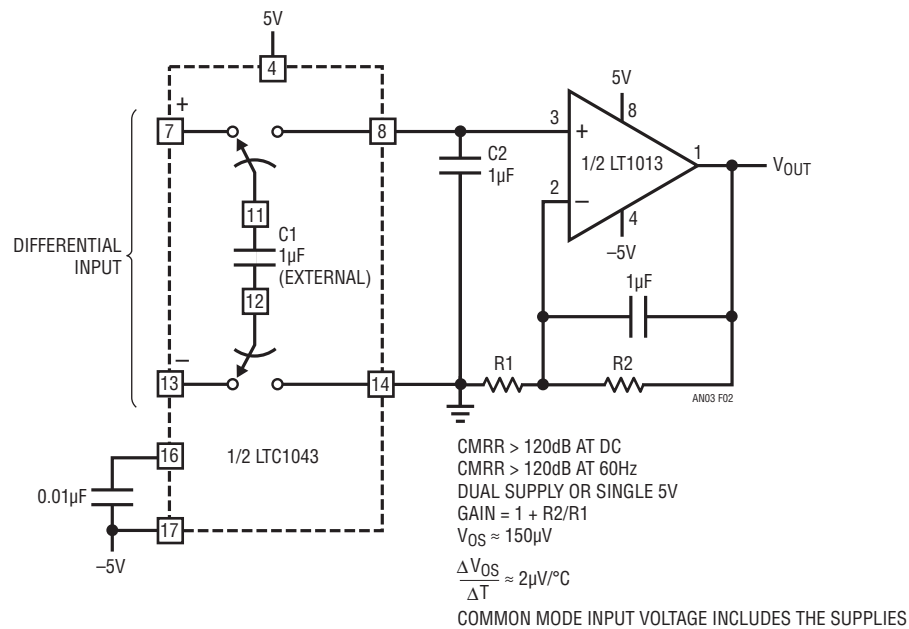 5V
4
+
7
8
11
C1
1µF
(EXTERNAL)
12
DIFFERENTIAL
INPUT
–
13
14
16
1/2 LTC1043
0.01µF
17
–5V
C2
1µF
5V
8
3
+
1/2 LT1013
1
VOUT
2
–
4
–5V
1µF
R1
R2
AN03 F02
CMRR > 120dB AT DC
CMRR > 120dB AT 60Hz
DUAL SUPPLY OR SINGLE 5V
GAIN = 1 + R2/R1
VOS ≈ 150µV
ΔVOS
ΔT
≈ 2µV/°C
COMMON MODE INPUT VOLTAGE INCLUDES THE SUPPLIES